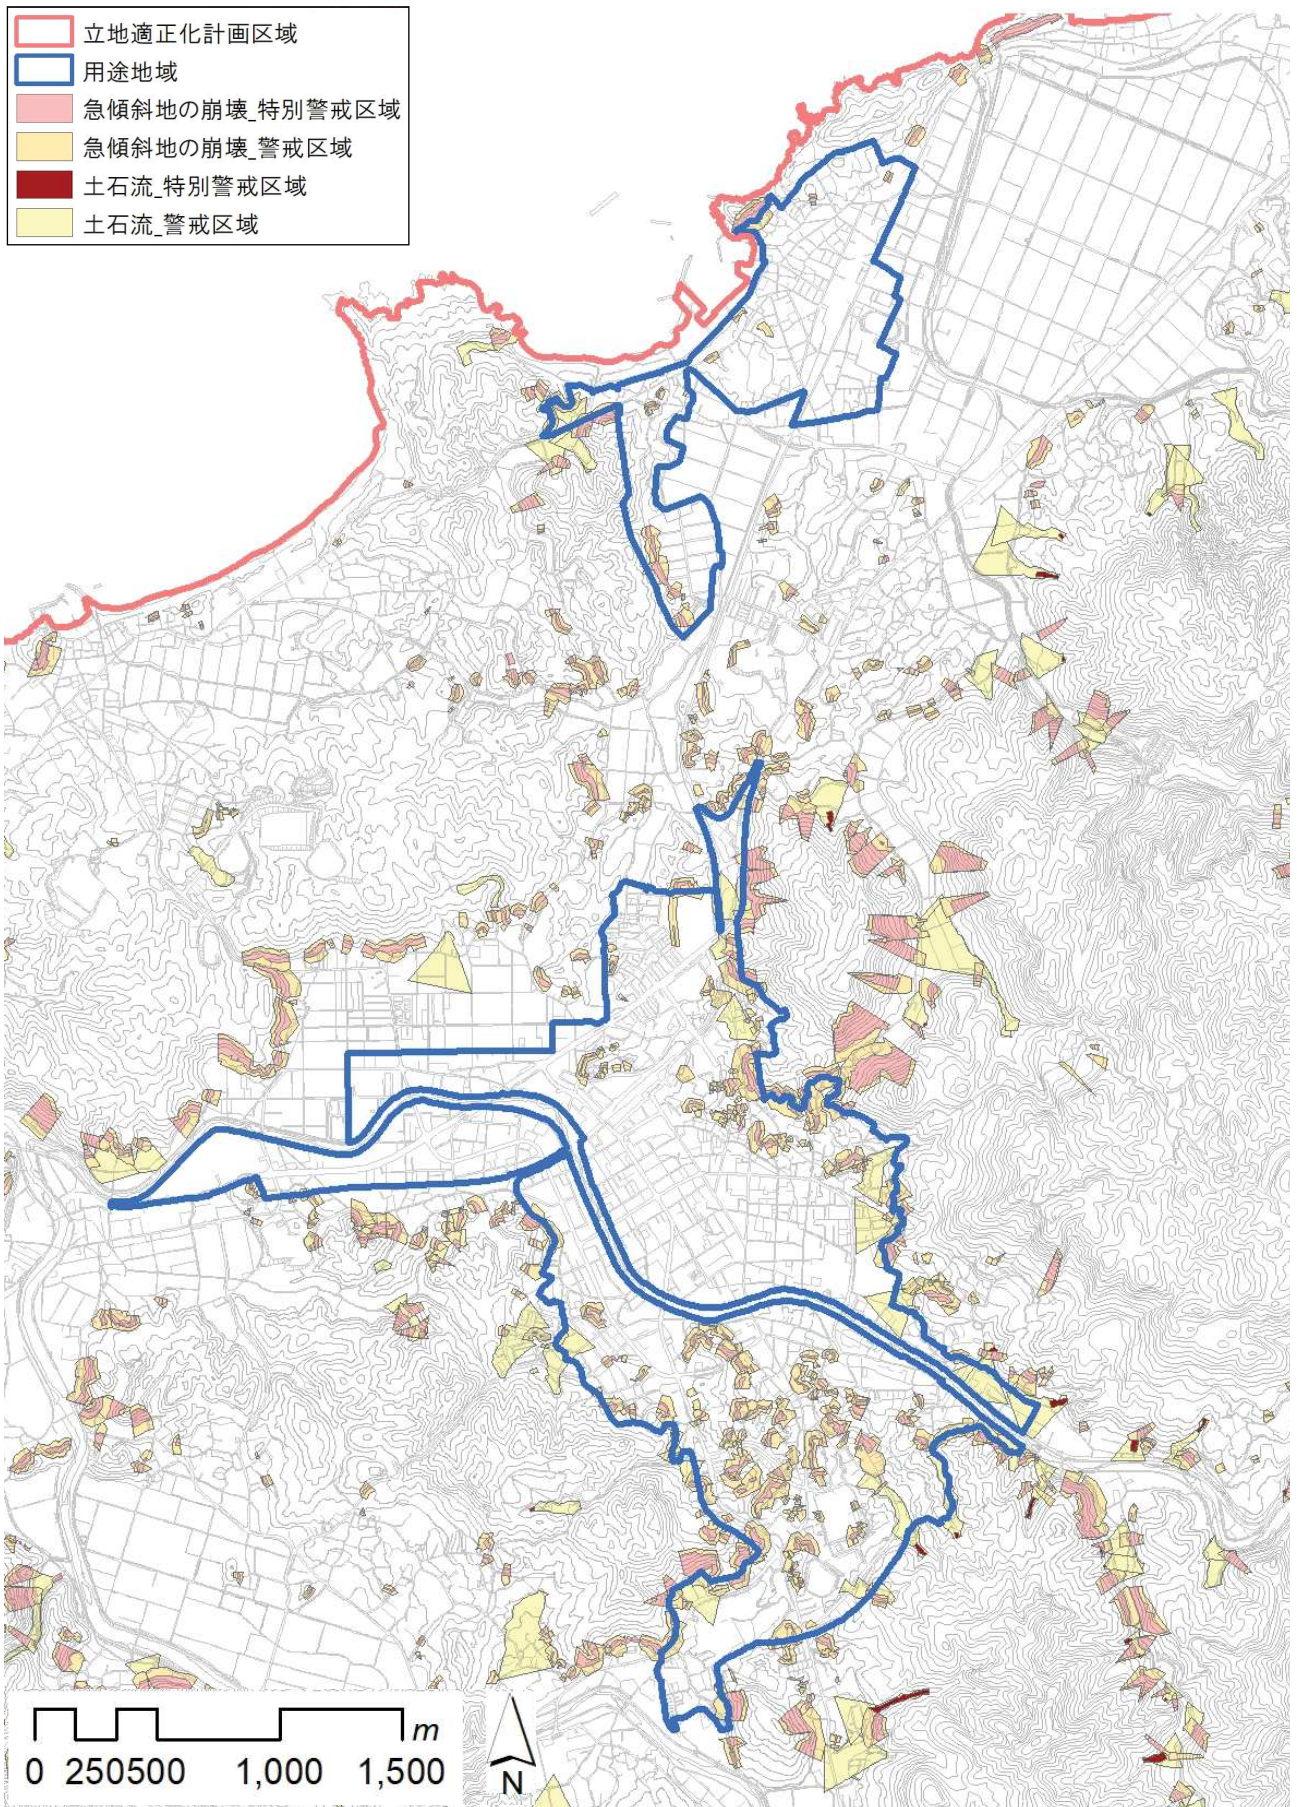 立地適正化計画区域
用途地域
急傾斜地の崩壊_特別警戒区域
急傾斜地の崩壊_警戒区域
土石流_特別警戒区域
土石流_警戒区域
m
0 250500 1,000 1,500
N